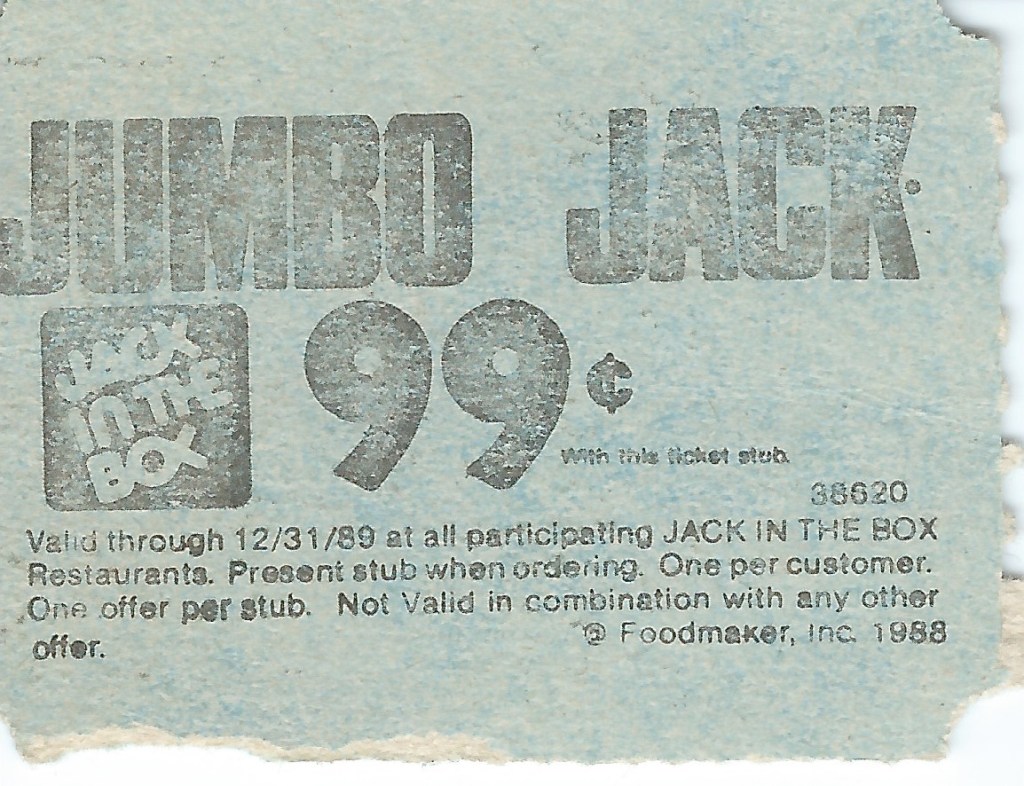 JUMBO JACK
JACK
IN THE
BOX
99¢
With this ticket stub.
38620
Valid through 12/31/89 at all participating JACK IN THE BOX
Restaurants. Present stub when ordering. One per customer.
One offer per stub. Not Valid in combination with any other
offer.
© Foodmaker, Inc. 1988